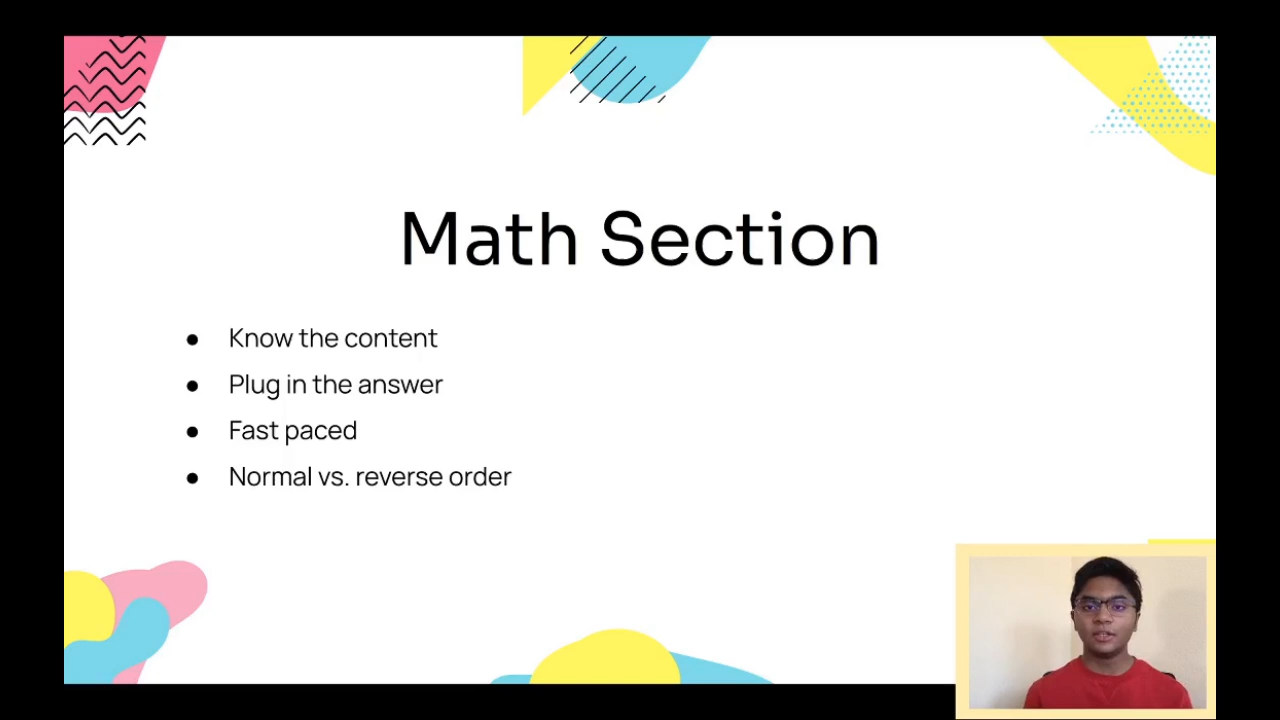 Math Section
● Know the content
● Plug in the answer
● Fast paced
● Normal vs. reverse order